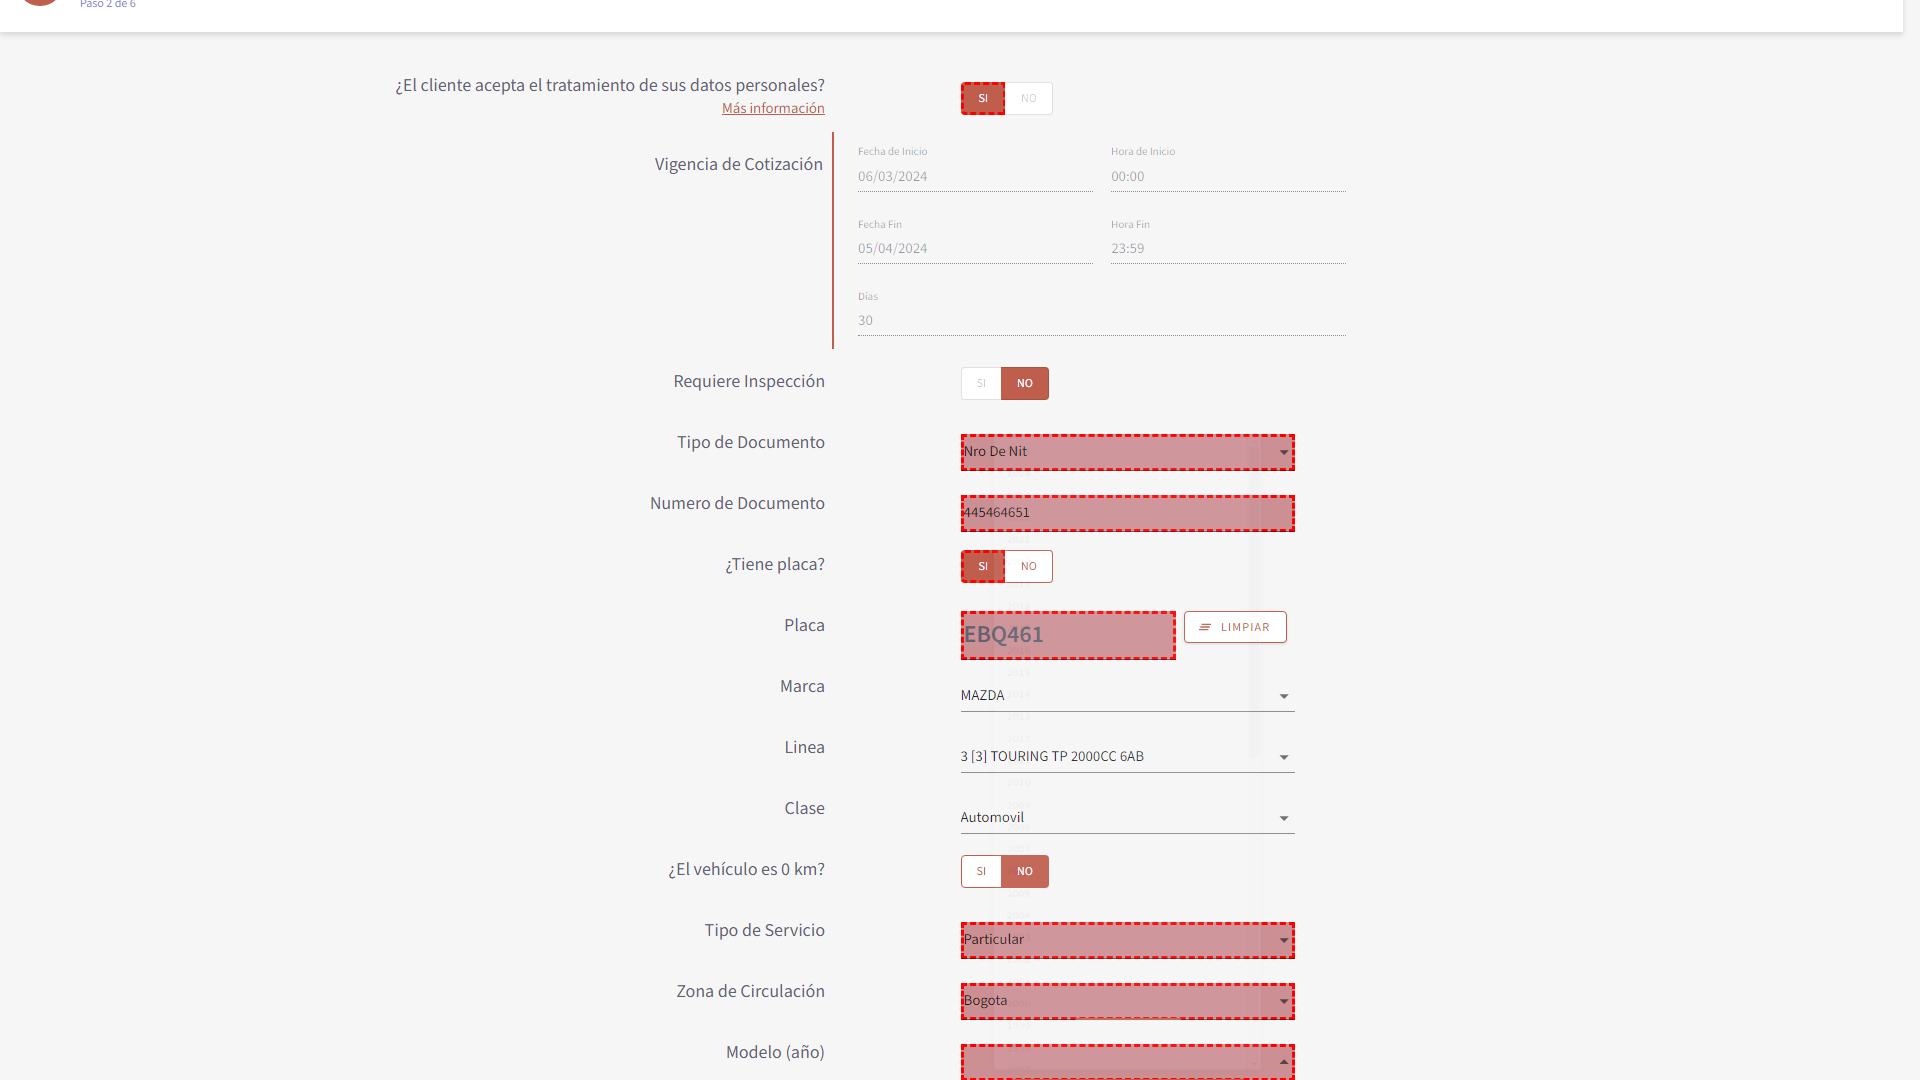 Paso 2 de 6
¿El cliente acepta el tratamiento de sus datos personales?
SI NO
Más información
Vigencia de Cotización
Fecha de Inicio
06/03/2024
Hora de Inicio
00:00
Fecha Fin
05/04/2024
Hora Fin
23:59
Días
30
Requiere Inspección
SI NO
Tipo de Documento
Nro De Nit
Numero de Documento
445464651
¿Tiene placa?
SI NO
Placa
EBQ461
LIMPIAR
Marca
MAZDA
Linea
3 [3] TOURING TP 2000CC 6AB
Clase
Automovil
¿El vehículo es 0 km?
SI NO
Tipo de Servicio
Particular
Zona de Circulación
Bogota
Modelo (año)